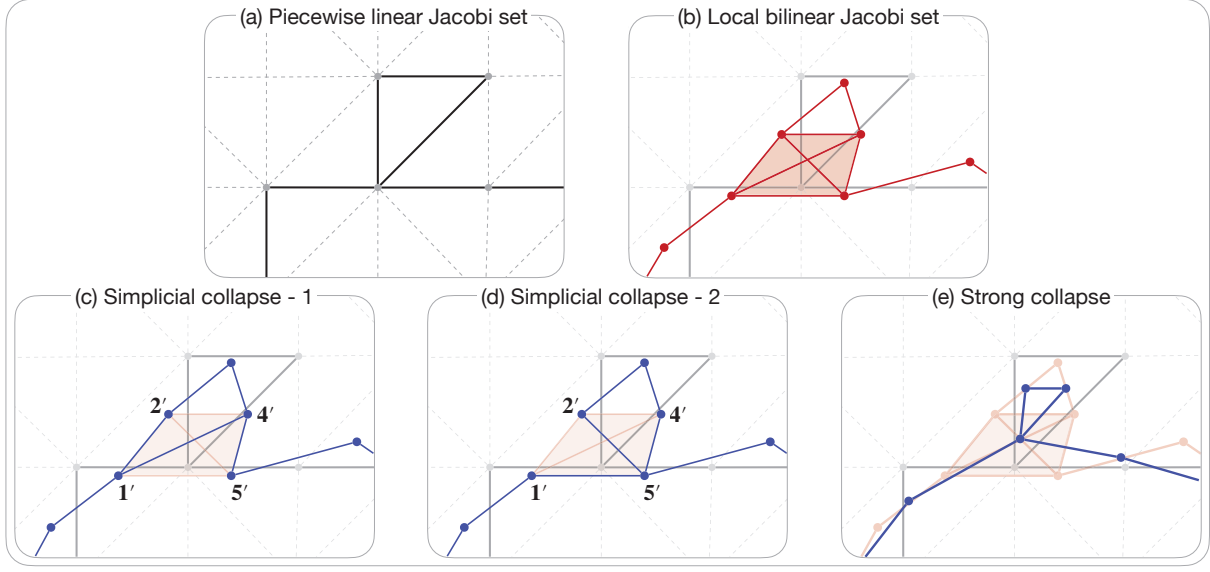 (a) Piecewise linear Jacobi set
(b) Local bilinear Jacobi set
(c) Simplicial collapse - 1
(d) Simplicial collapse - 2
(e) Strong collapse
2′
4′
1′
5′
2′
4′
1′
5′